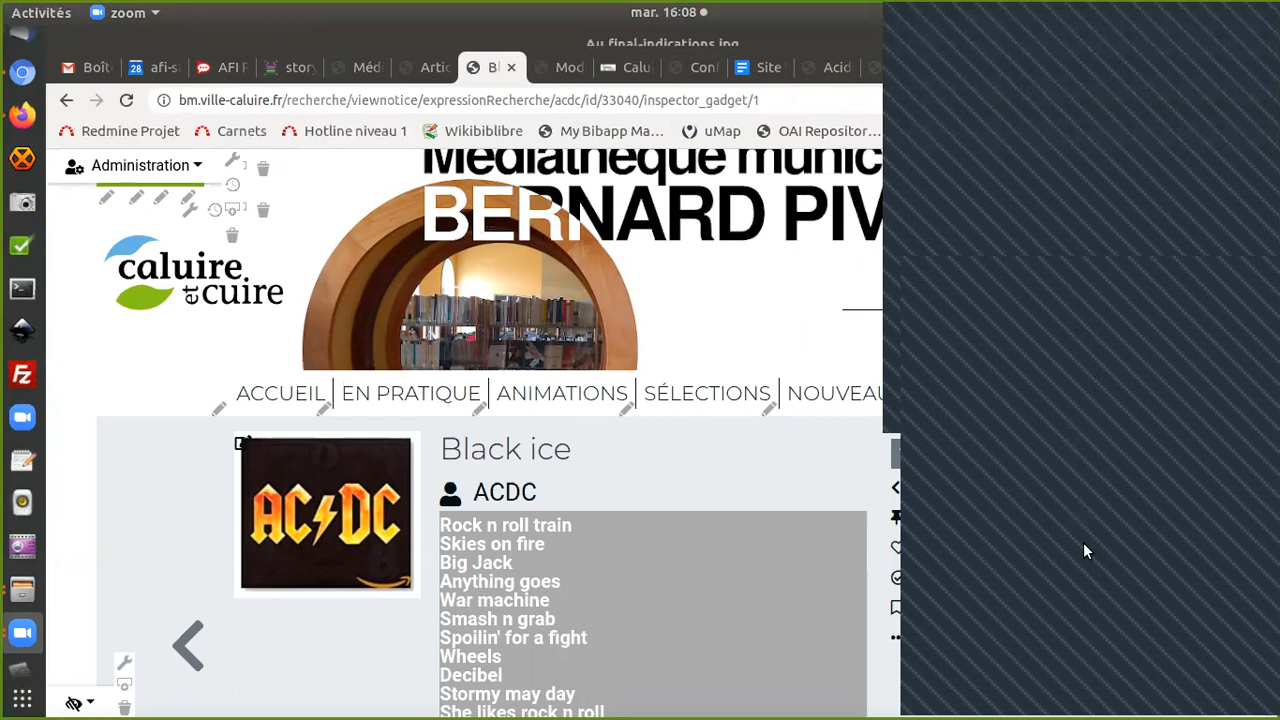 Activités zoom mar. 16:08
Au final-indications.jpg
Boît afi-s AFI F story Médi Artic Bl Mod Calu Conf Site Acid
bm.ville-caluire.fr/recherche/viewnotice/expressionRecherche/acdc/id/33040/inspector_gadget/1
Redmine Projet Carnets Hotline niveau 1 Wikibiblibre My Bibapp Ma... uMap OAI Repositor...
Administration
Médiathèque munic
BERNARD PIV
caluire
et cuire
ACCUEIL EN PRATIQUE ANIMATIONS SÉLECTIONS NOUVEAU
Black ice
AC DC
ACDC
Rock n roll train
Skies on fire
Big Jack
Anything goes
War machine
Smash n grab
Spoilin' for a fight
Wheels
Decibel
Stormy may day
She likes rock n roll